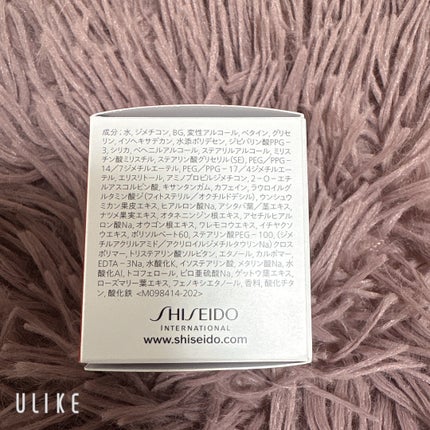 成分 : 水, ジメチコン, BG, 変性アルコール, ベタイン, グリセ
リン, イソヘキサデカン, 水添ポリデセン, ジピバリン酸PPG－
3, シリカ, ベヘニルアルコール, ステアリルアルコール, ミリス
チン酸ミリスチル, ステアリン酸グリセリル(SE), PEG／PPG－
14／7ジメチルエーテル, PEG／PPG－17／4ジメチルエ
ーテル, エリスリトール, アミノプロピルジメチコン, 2－O－エチ
ルアスコルビン酸, キサンタンガム, カフェイン, ラウロイルグ
ルタミン酸ジ(フィトステリル／オクチルドデシル), ウンシュウ
ミカン果皮エキス, ヒアルロン酸Na, アシタバ葉／茎エキス,
ナツメ果実エキス, オタネニンジン根エキス, アセチルヒアル
ロン酸Na, オウゴン根エキス, ワレモコウエキス, イチヤクソ
ウエキス, ポリソルベート60, ステアリン酸PEG－100, (ジメ
チルアクリルアミド／アクリロイルジメチルタウリンNa)クロス
ポリマー, トリステアリン酸ソルビタン, エタノール, カルボマー,
EDTA－3Na, 水酸化K, イソステアリン酸, メタリン酸Na, 水
酸化Al, トコフェロール, ピロ亜硫酸Na, ゲットウ葉エキス,
ローズマリー葉エキス, フェノキシエタノール, 香料, 酸化チタ
ン, 酸化鉄 <M098414-202>
SHISEIDO
INTERNATIONAL
www.shiseido.com
ULIKE